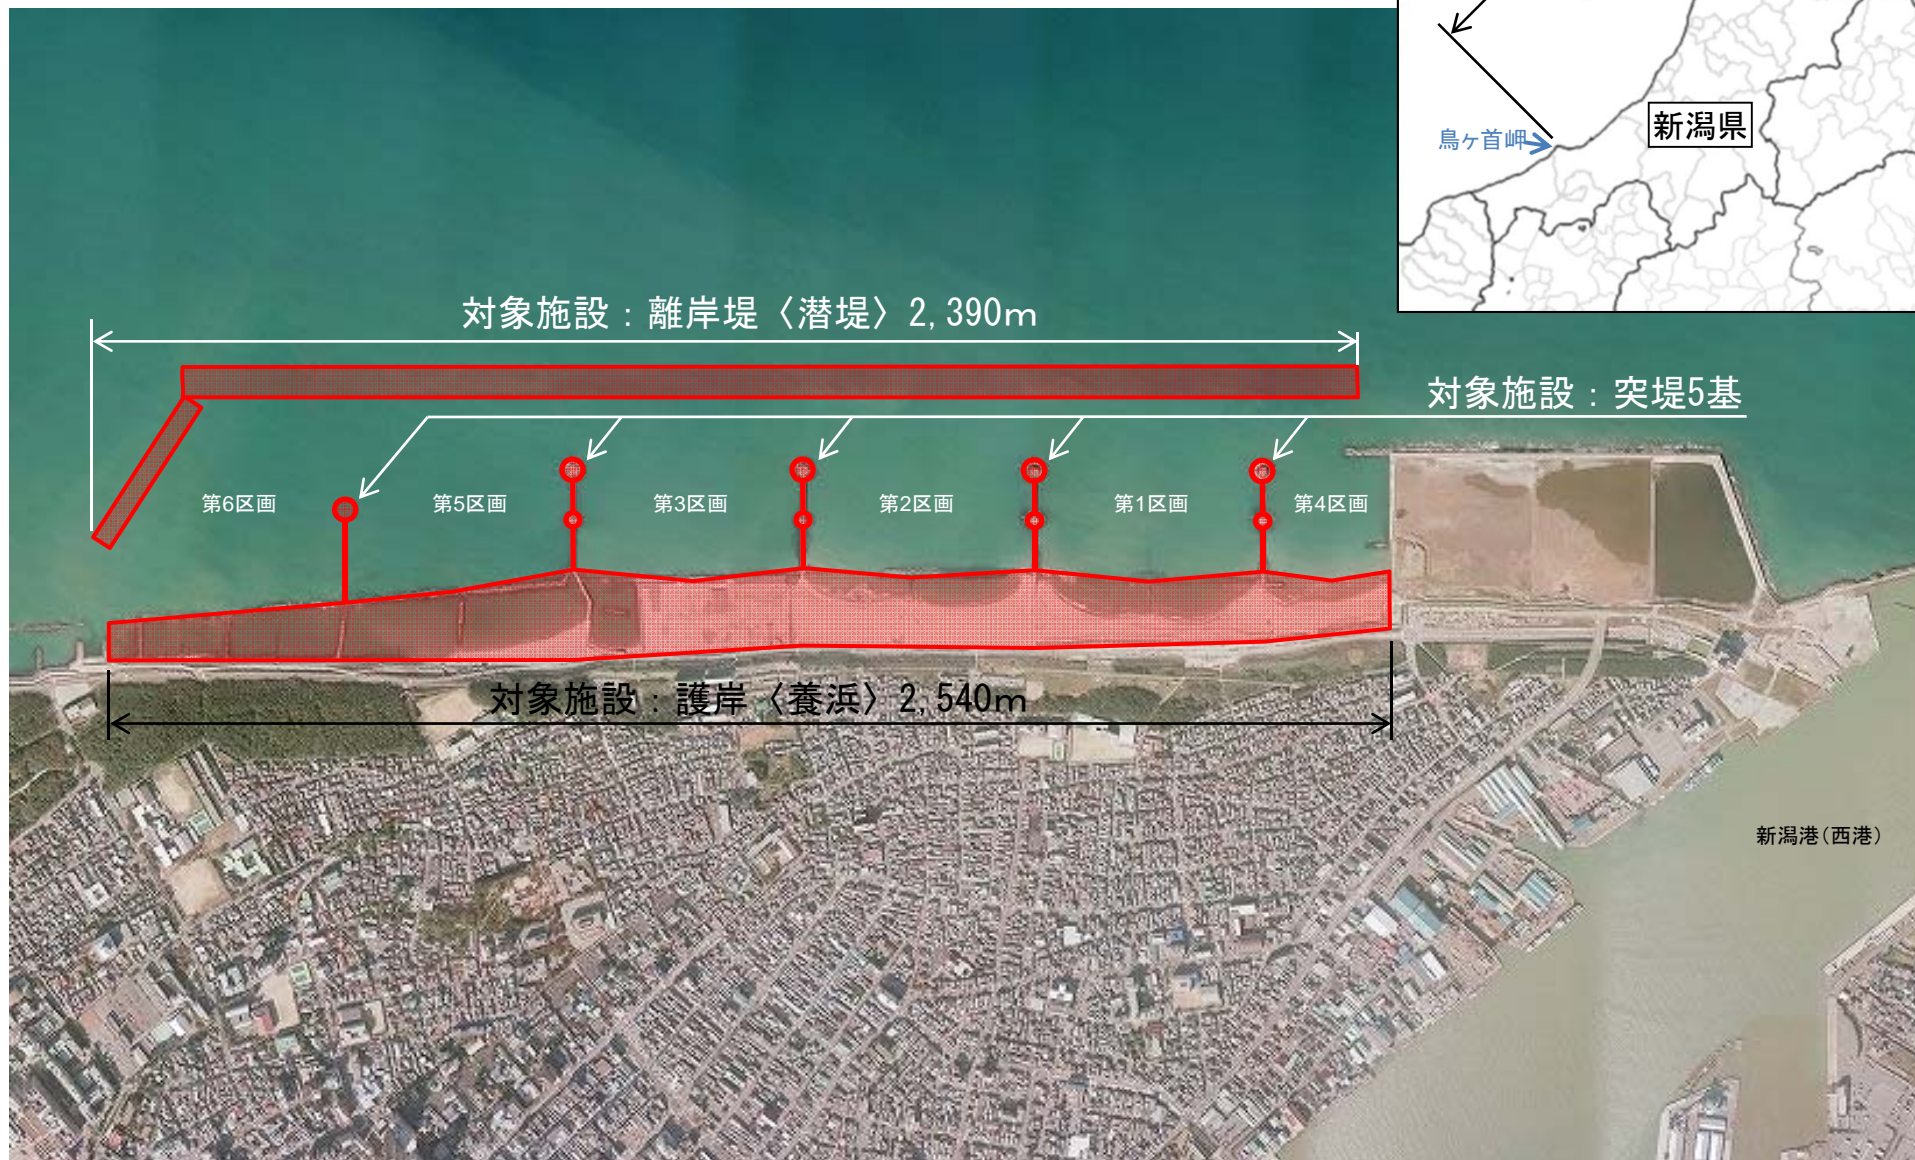 新潟県
鳥ヶ首岬
対象施設：離岸堤〈潜堤〉2,390m
対象施設：突堤5基
第6区画
第5区画
第3区画
第2区画
第1区画
第4区画
対象施設：護岸〈養浜〉2,540m
新潟港(西港)